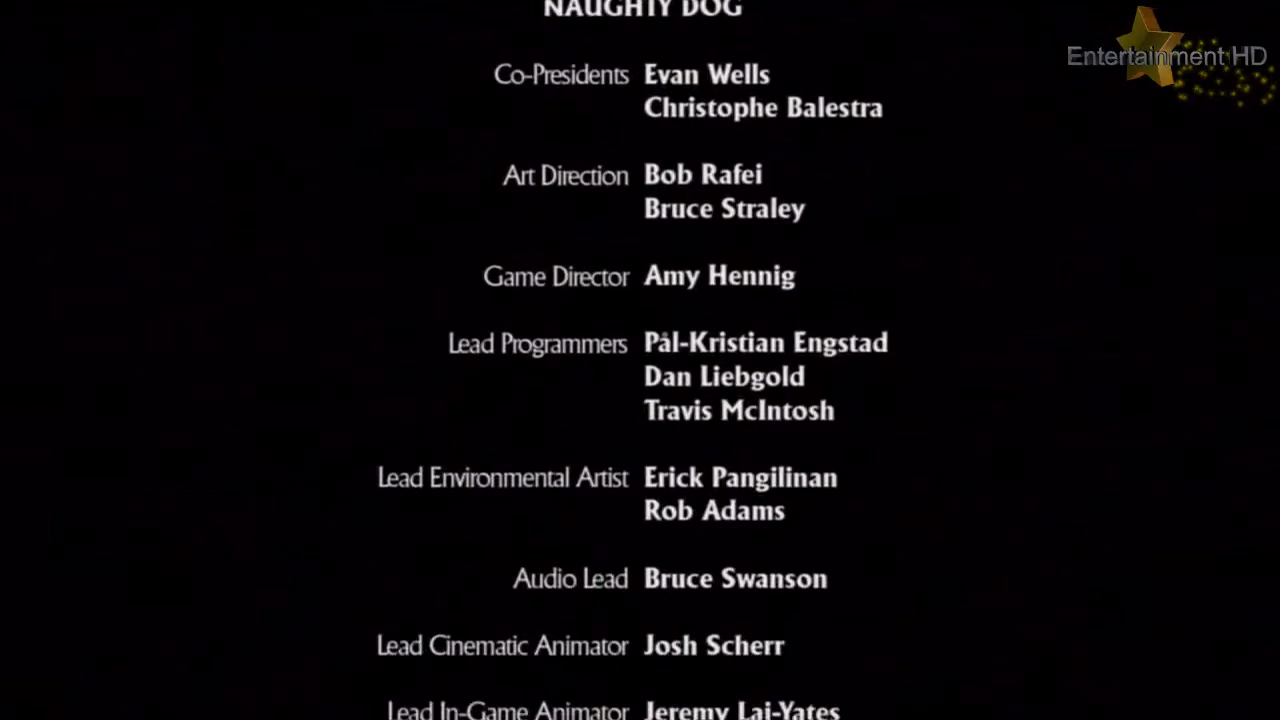 NAUGHTY DOG
Entertainment HD
Co-Presidents Evan Wells
Christophe Balestra
Art Direction Bob Rafei
Bruce Straley
Game Director Amy Hennig
Lead Programmers Pål-Kristian Engstad
Dan Liebgold
Travis McIntosh
Lead Environmental Artist Erick Pangilinan
Rob Adams
Audio Lead Bruce Swanson
Lead Cinematic Animator Josh Scherr
Lead In-Game Animator Jeremy Lai-Yates